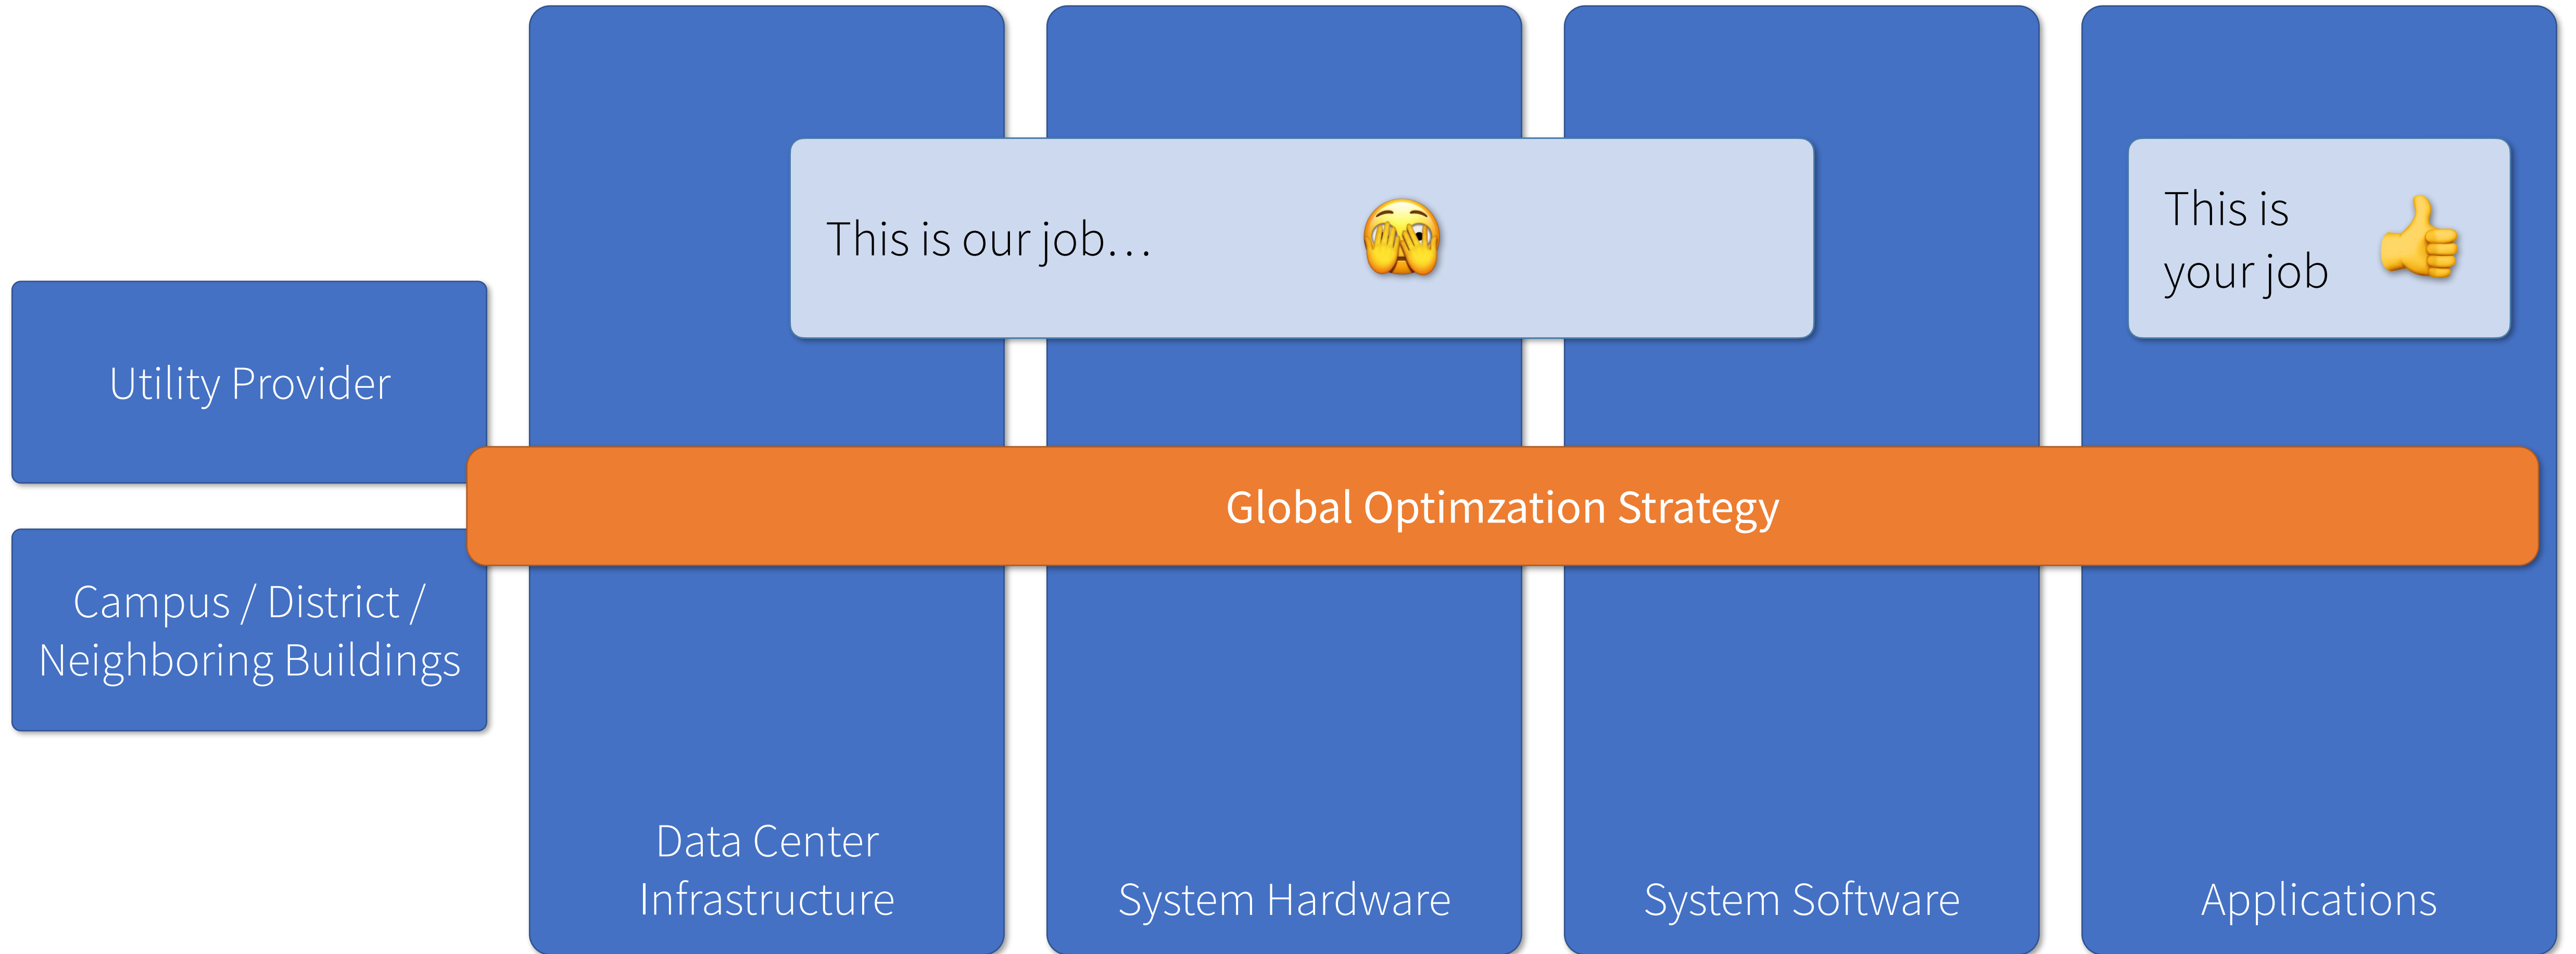 This is our job…
This is
your job
Utility Provider
Global Optimzation Strategy
Campus / District /
Neighboring Buildings
Data Center
Infrastructure
System Hardware
System Software
Applications